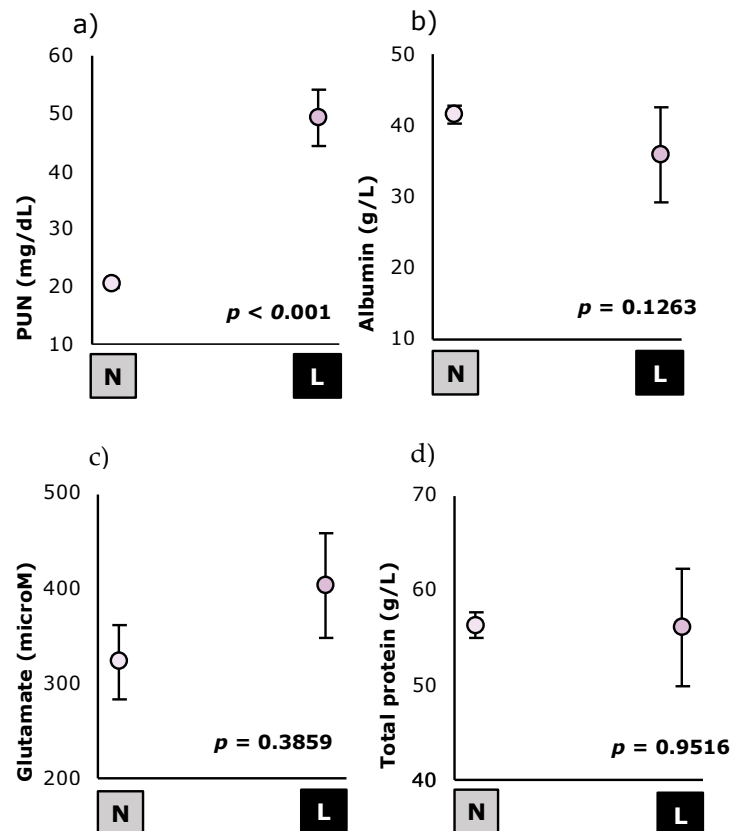 a)
60
50
40
30
20
10
PUN (mg/dL)
p < 0.001
N
L
b)
50
40
30
20
10
Albumin (g/L)
p = 0.1263
N
L
c)
500
400
300
200
Glutamate (microM)
p = 0.3859
N
L
d)
70
60
50
40
Total protein (g/L)
p = 0.9516
N
L